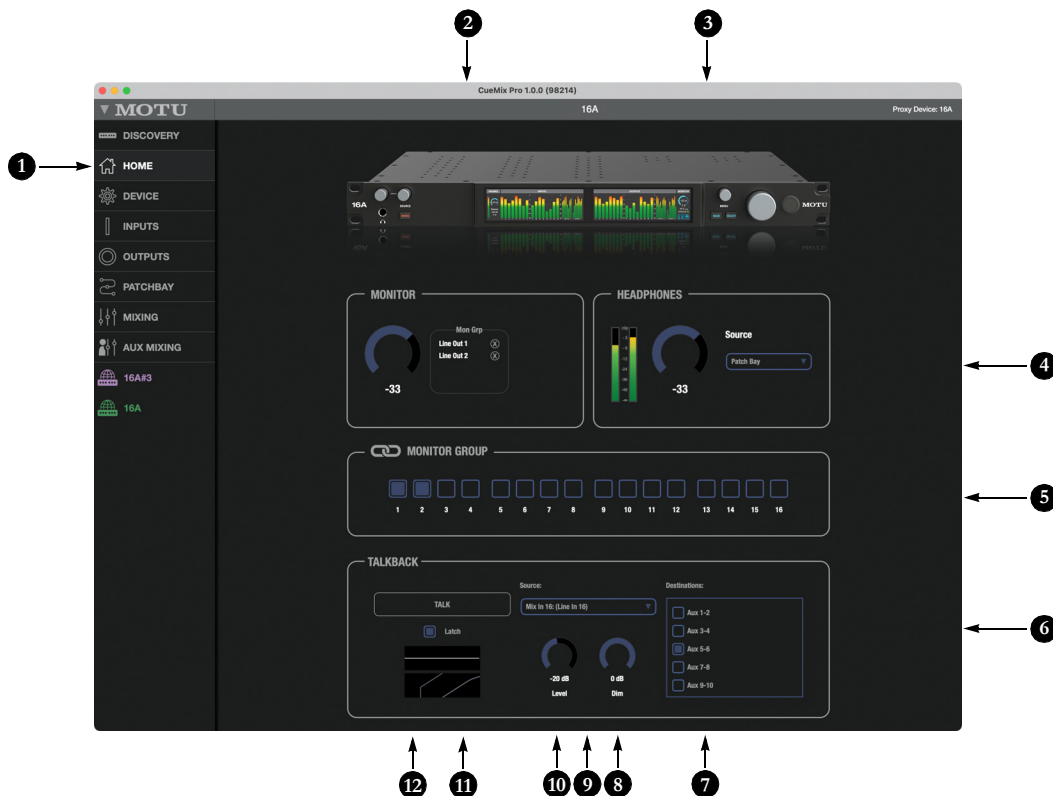 2
3
CueMix Pro 1.0.0 (98214)
MOTU
16A
Proxy Device: 16A
DISCOVERY
1
HOME
DEVICE
INPUTS
OUTPUTS
PATCHBAY
MIXING
AUX MIXING
16A#3
16A
16A
MOTU
MONITOR
-33
Mon Grp
Line Out 1
Line Out 2
HEADPHONES
-33
Source
Patch Bay
4
MONITOR GROUP
1 2 3 4 5 6 7 8 9 10 11 12 13 14 15 16
5
TALKBACK
TALK
Latch
Source:
Mix In 16: (Line In 16)
-20 dB
Level
0 dB
Dim
Destinations:
Aux 1-2
Aux 3-4
Aux 5-6
Aux 7-8
Aux 9-10
6
12 11 10 9 8 7